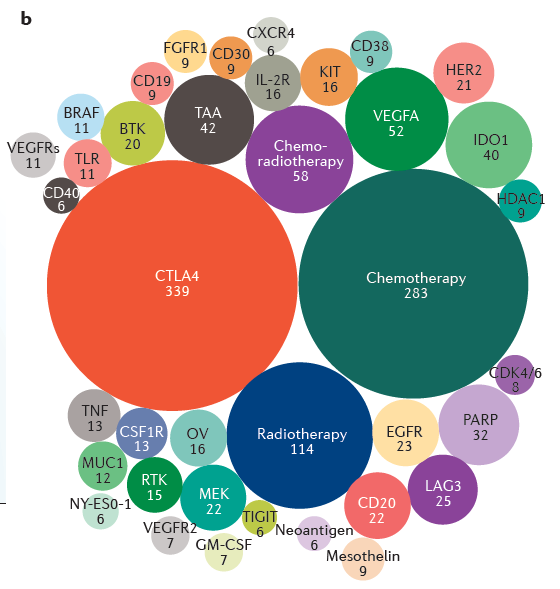 b
CXCR4
6
FGFR1
9
CD30
9
CD38
9
CD19
9
IL-2R
16
KIT
16
HER2
21
BRAF
11
BTK
20
TAA
42
VEGFA
52
Chemo-
radiotherapy
58
IDO1
40
VEGFRs
11
TLR
11
CD40
6
HDAC1
9
CTLA4
339
Chemotherapy
283
CDK4/6
8
TNF
13
CSF1R
13
OV
16
Radiotherapy
114
EGFR
23
PARP
32
MUC1
12
RTK
15
MEK
22
LAG3
25
NY-ES0-1
6
VEGFR2
7
TIGIT
6
CD20
22
Neoantigen
6
GM-CSF
7
Mesothelin
9